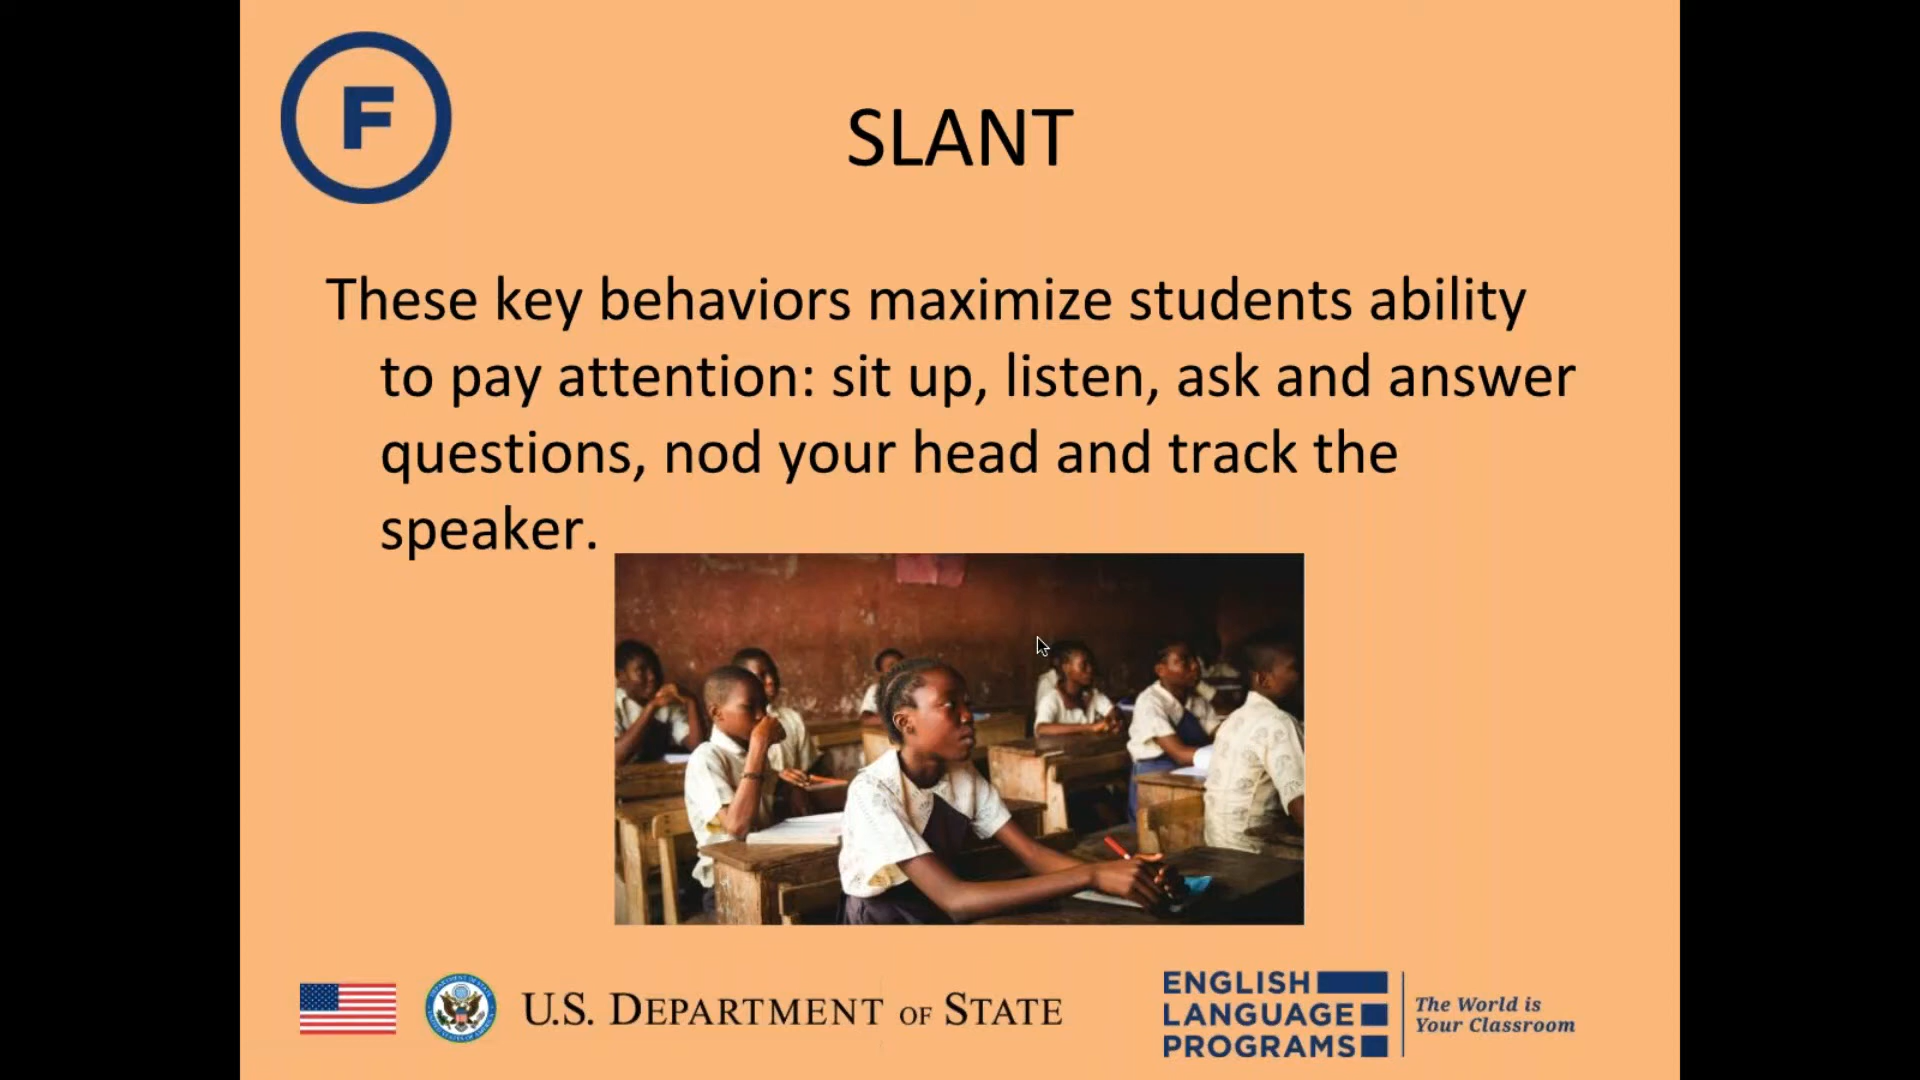 F
SLANT
These key behaviors maximize students ability
to pay attention: sit up, listen, ask and answer
questions, nod your head and track the
speaker.
U.S. DEPARTMENT OF STATE
ENGLISH
LANGUAGE
PROGRAMS
The World is
Your Classroom